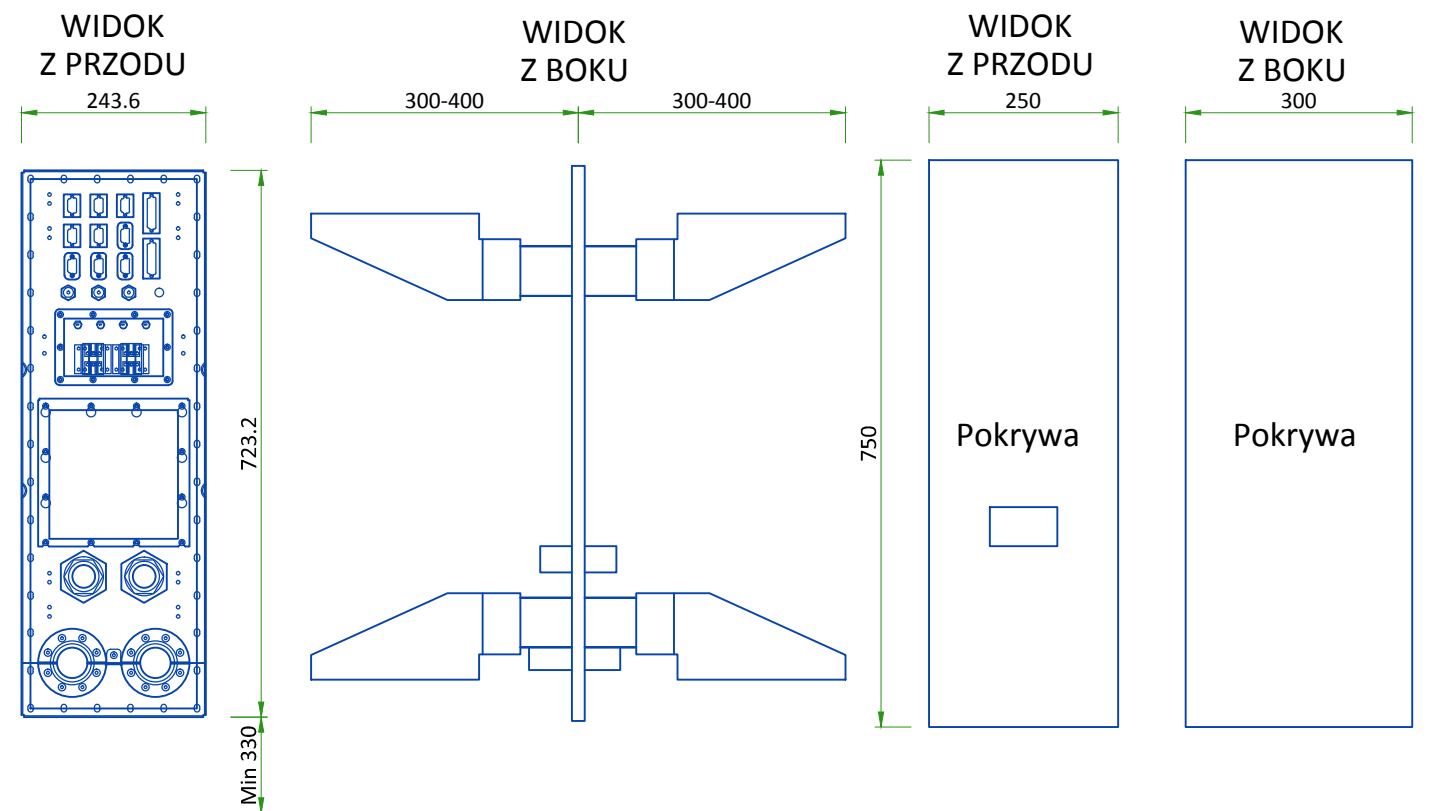 WIDOK
Z PRZODU
243.6
WIDOK
Z BOKU
300-400
300-400
WIDOK
Z PRZODU
250
WIDOK
Z BOKU
300
723.2
750
Pokrywa
Pokrywa
Min 330